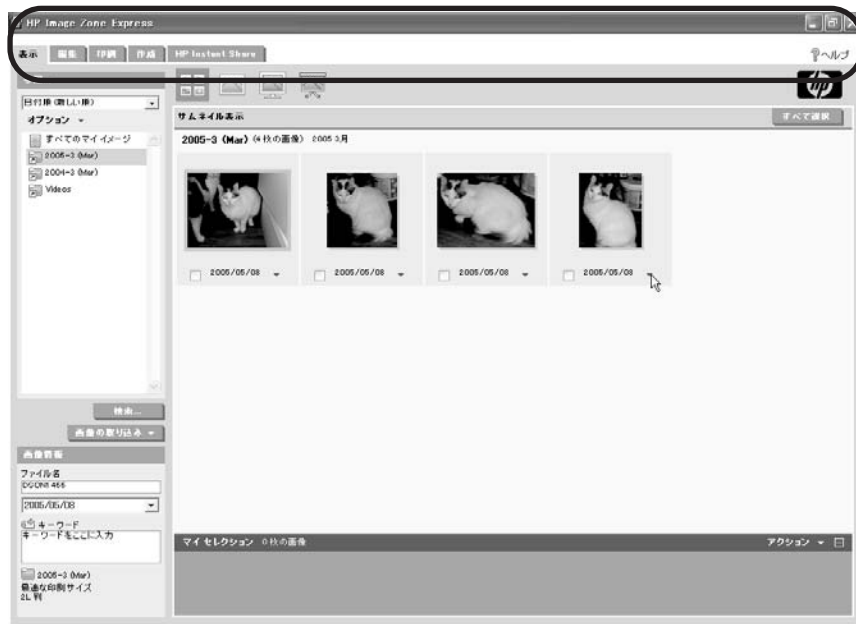 HP Image Zone Express
表示 編集 印刷 作成 HP Instant Share ヘルプ
日付順 (新しい順)
オプション
すべてのマイ イメージ
2005-3 (Mar)
2004-3 (Mar)
Videos
検索...
画像の取り込み
画像情報
ファイル名
2005/05/08
キーワード
キーワードをここに入力
2005-3 (Mar)
最適な印刷サイズ
2L 判
サムネイル表示 すべて選択
2005-3 (Mar) 2005 3月
2005/05/08 2005/05/08 2005/05/08 2005/05/08
マイ セレクション 0枚の画像 アクション
hp